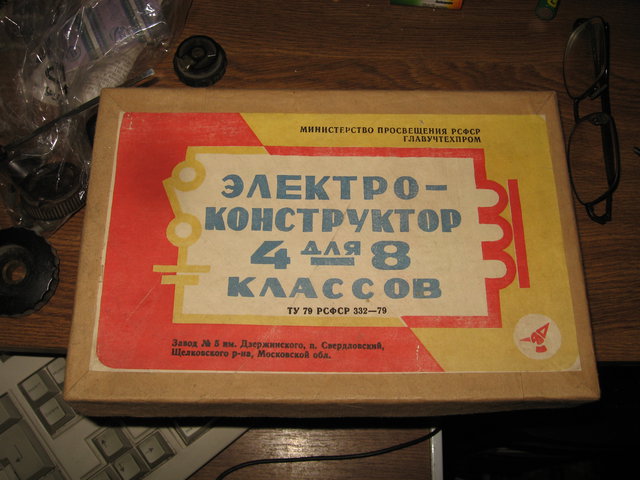 МИНИСТЕРСТВО ПРОСВЕЩЕНИЯ РСФСР
ГЛАВУЧТЕХПРОМ
ЭЛЕКТРО-
КОНСТРУКТОР
4 ДЛЯ 8
КЛАССОВ
ТУ 79 РСФСР 332—79
Завод № 5 им. Дзержинского, п. Свердловский,
Щелковского р-на, Московской обл.